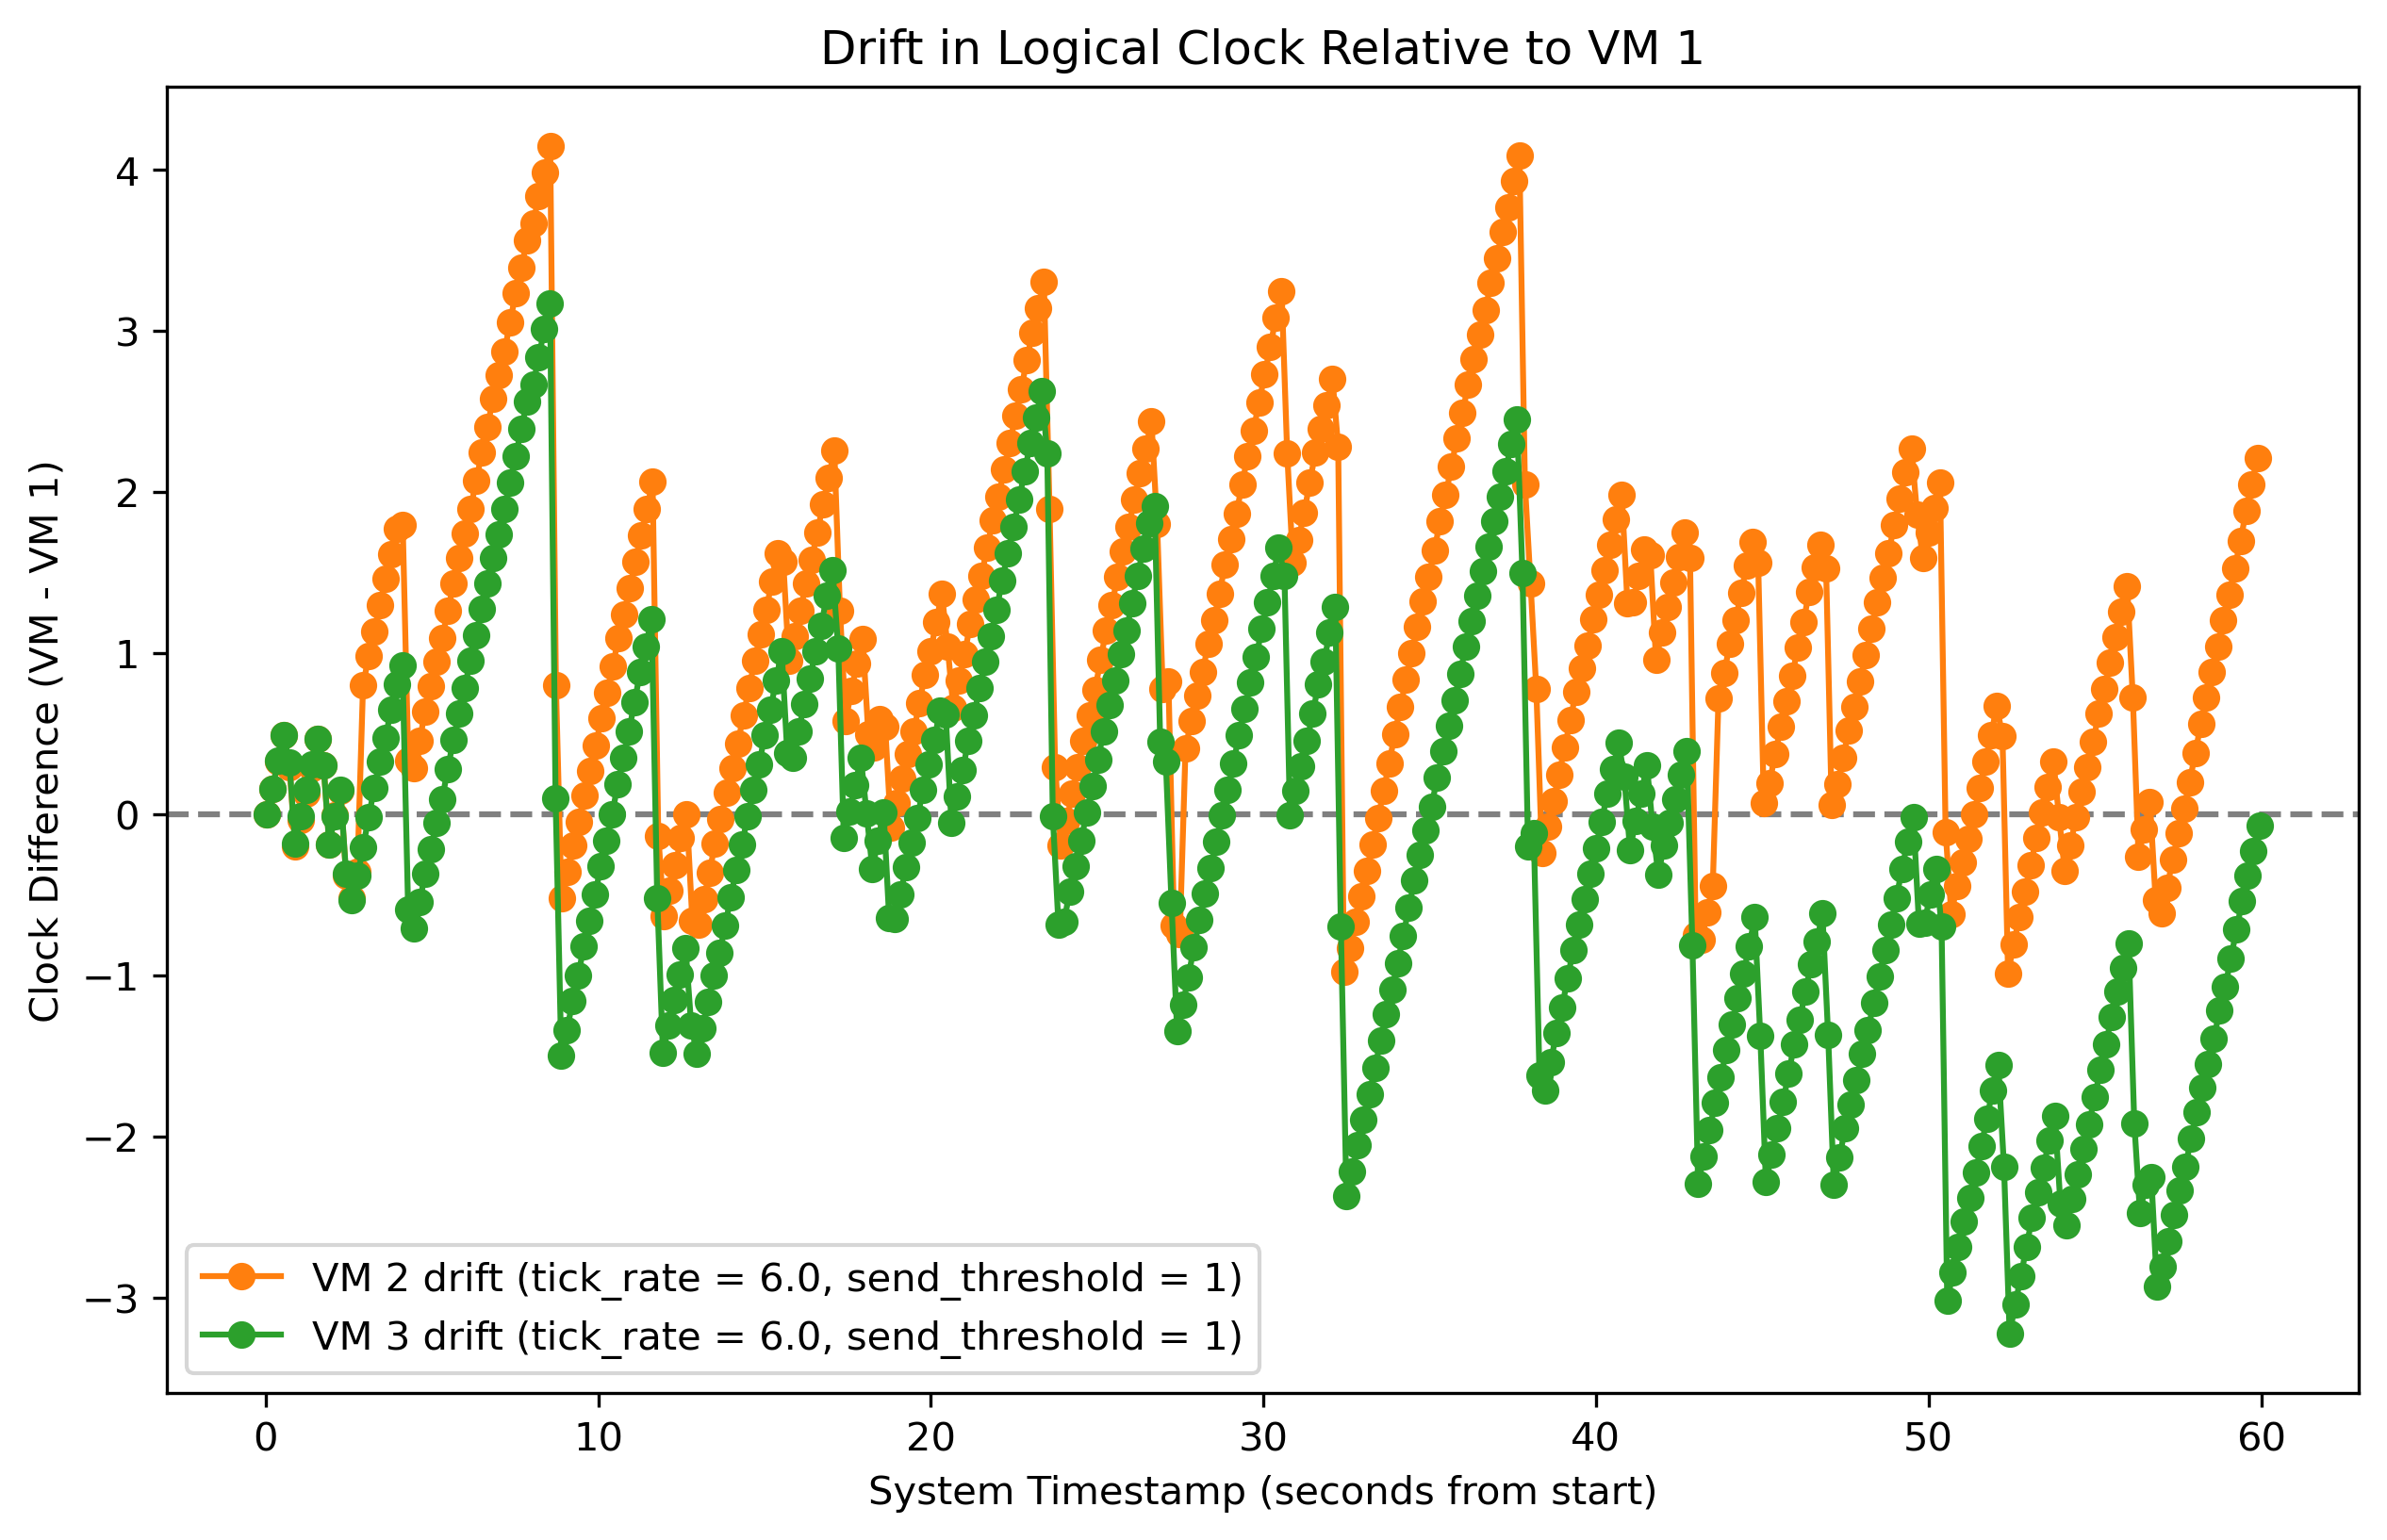 Drift in Logical Clock Relative to VM 1
Clock Difference (VM - VM 1)
4
3
2
1
0
−1
−2
−3
VM 2 drift (tick_rate = 6.0, send_threshold = 1)
VM 3 drift (tick_rate = 6.0, send_threshold = 1)
0 10 20 30 40 50 60
System Timestamp (seconds from start)